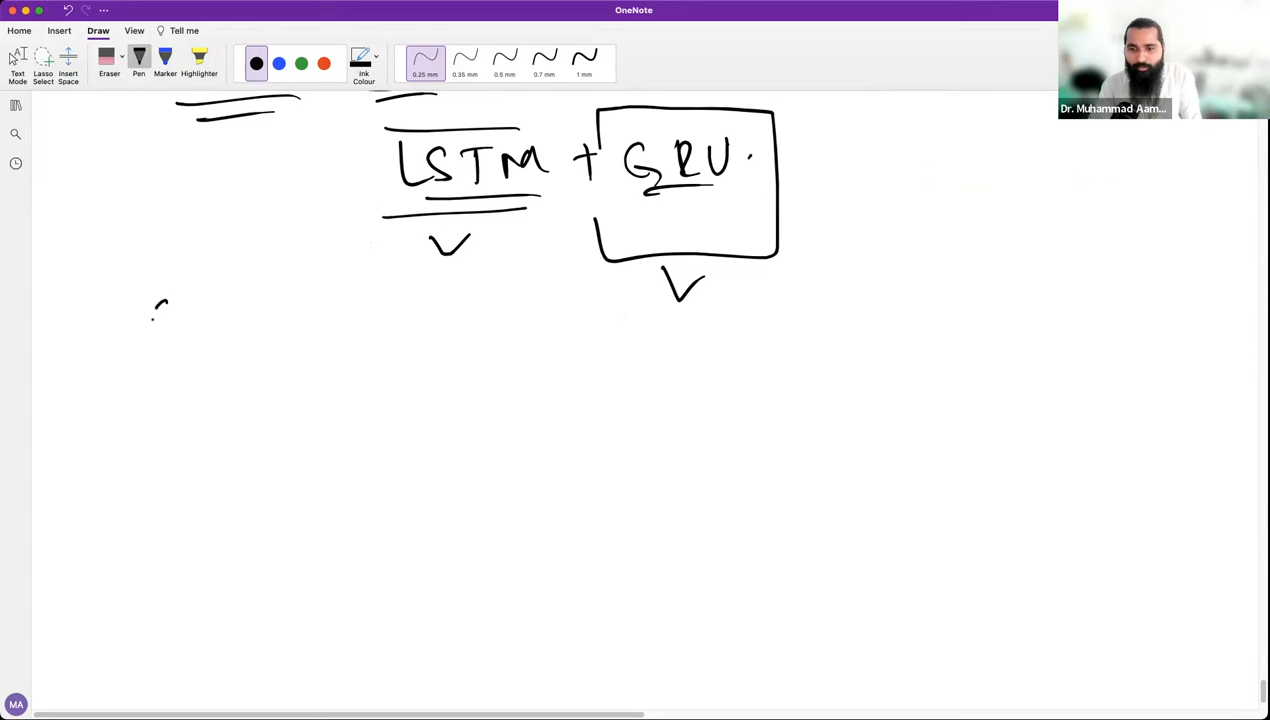 OneNote
Home Insert Draw View Tell me
Text Mode
Lasso Select
Insert Space
Eraser
Pen
Marker
Highlighter
Ink Colour
0.25 mm
0.35 mm
0.5 mm
0.7 mm
1 mm
Dr. Muhammad Aam...
LSTM + GRU.
MA